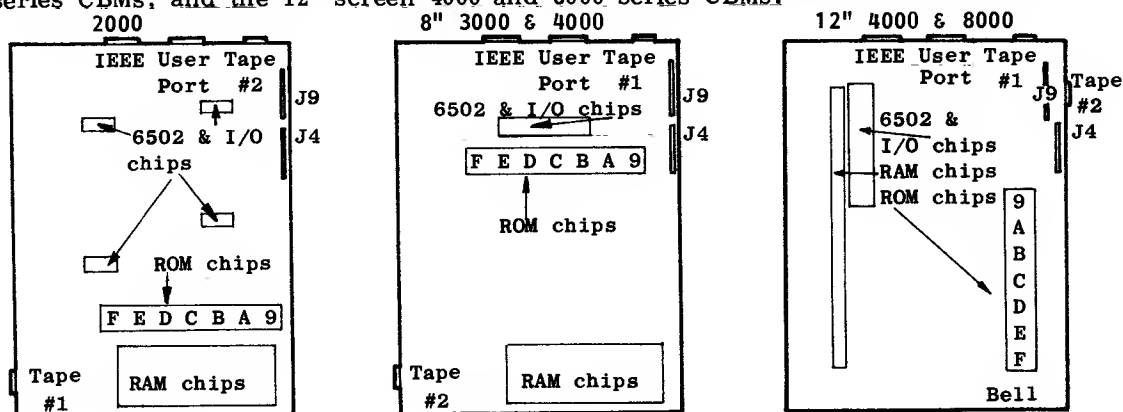 series CBMs, and the 12" screen 4000 and 8000 series CBMs.
2000
IEEE User Tape
Port #2
J9
6502 & I/O
chips
J4
ROM chips
F E D C B A 9
Tape
#1
RAM chips
8" 3000 & 4000
IEEE User Tape
Port #1
J9
6502 & I/O chips
J4
F E D C B A 9
ROM chips
Tape
#2
RAM chips
12" 4000 & 8000
IEEE User Tape
Port #1
Tape
#2
J9
J4
6502 &
I/O chips
RAM chips
ROM chips
9
A
B
C
D
E
F
Bell